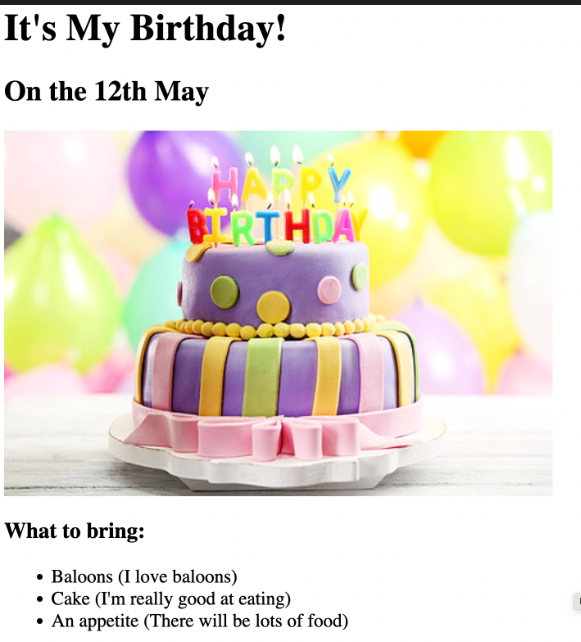 It's My Birthday!
On the 12th May
HAPPY
BIRTHDAY
What to bring:
Baloons (I love baloons)
Cake (I'm really good at eating)
An appetite (There will be lots of food)